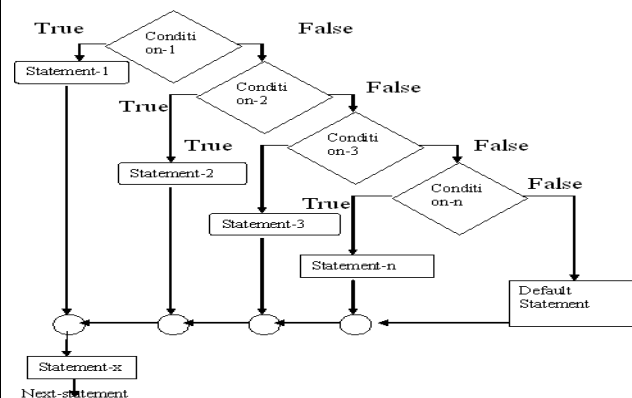 True
False
Conditi
on-1
Statement-1
Conditi
on-2
True
False
Conditi
on-3
True
False
Statement-2
Conditi
on-n
True
False
Statement-3
Statement-n
Default
Statement
Statement-x
Next-statement